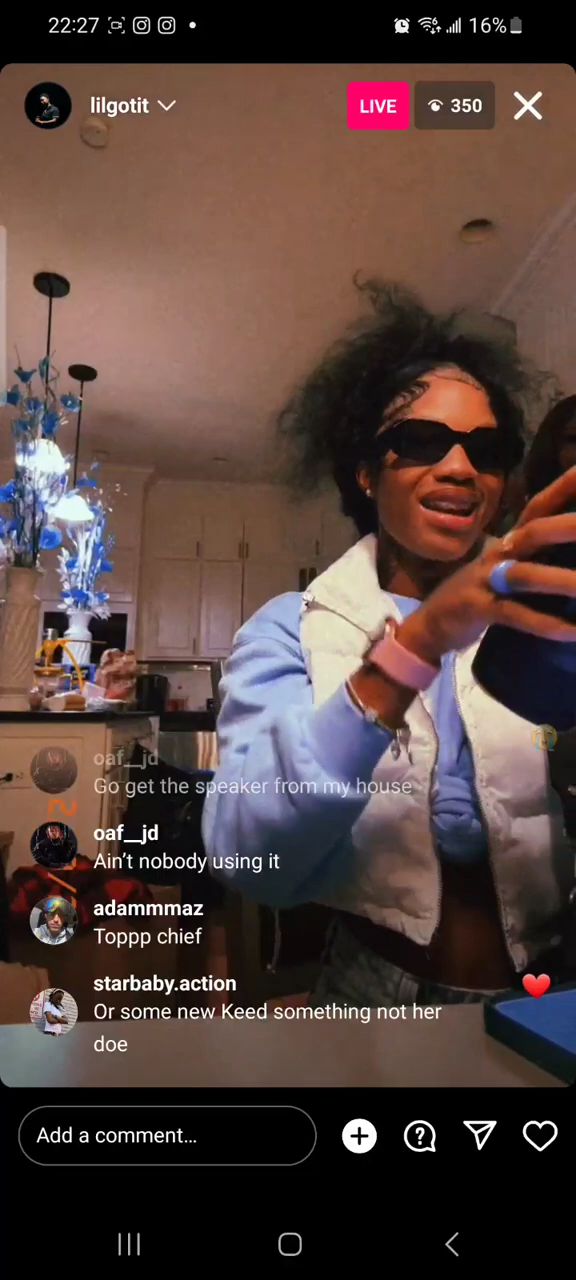 22:27
16%
lilgotit
LIVE
350
oaf__jd
Go get the speaker from my house
oaf__jd
Ain't nobody using it
adammmaz
Toppp chief
starbaby.action
Or some new Keed something not her
doe
Add a comment...